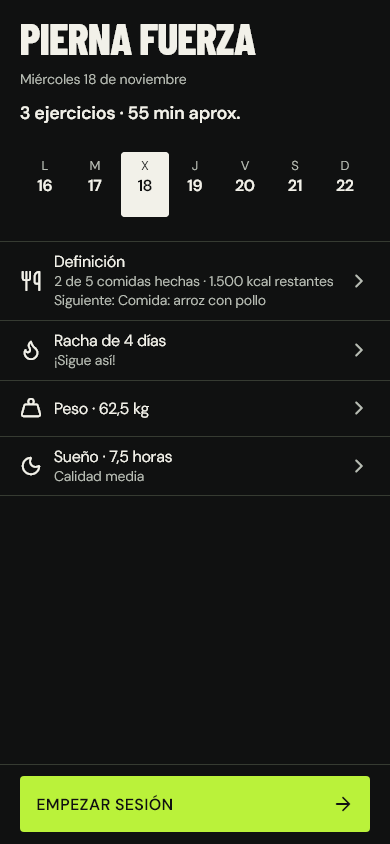 PIERNA FUERZA
Miércoles 18 de noviembre
3 ejercicios · 55 min aprox.
L M X J V S D
16 17 18 19 20 21 22
Definición
2 de 5 comidas hechas · 1.500 kcal restantes
Siguiente: Comida: arroz con pollo
Racha de 4 días
¡Sigue así!
Peso · 62,5 kg
Sueño · 7,5 horas
Calidad media
EMPEZAR SESIÓN